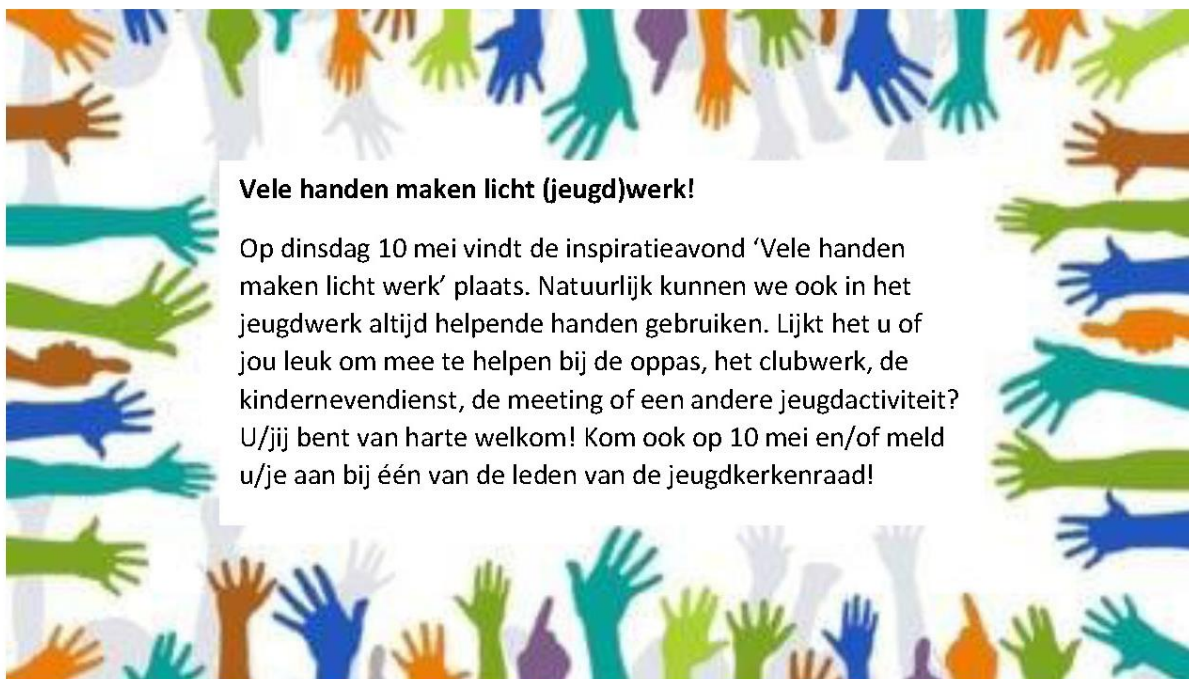 Vele handen maken licht (jeugd)werk!
Op dinsdag 10 mei vindt de inspiratieavond ‘Vele handen
maken licht werk’ plaats. Natuurlijk kunnen we ook in het
jeugdwerk altijd helpende handen gebruiken. Lijkt het u of
jou leuk om mee te helpen bij de oppas, het clubwerk, de
kindernevendienst, de meeting of een andere jeugdactiviteit?
U/jij bent van harte welkom! Kom ook op 10 mei en/of meld
u/je aan bij één van de leden van de jeugdkerkenraad!